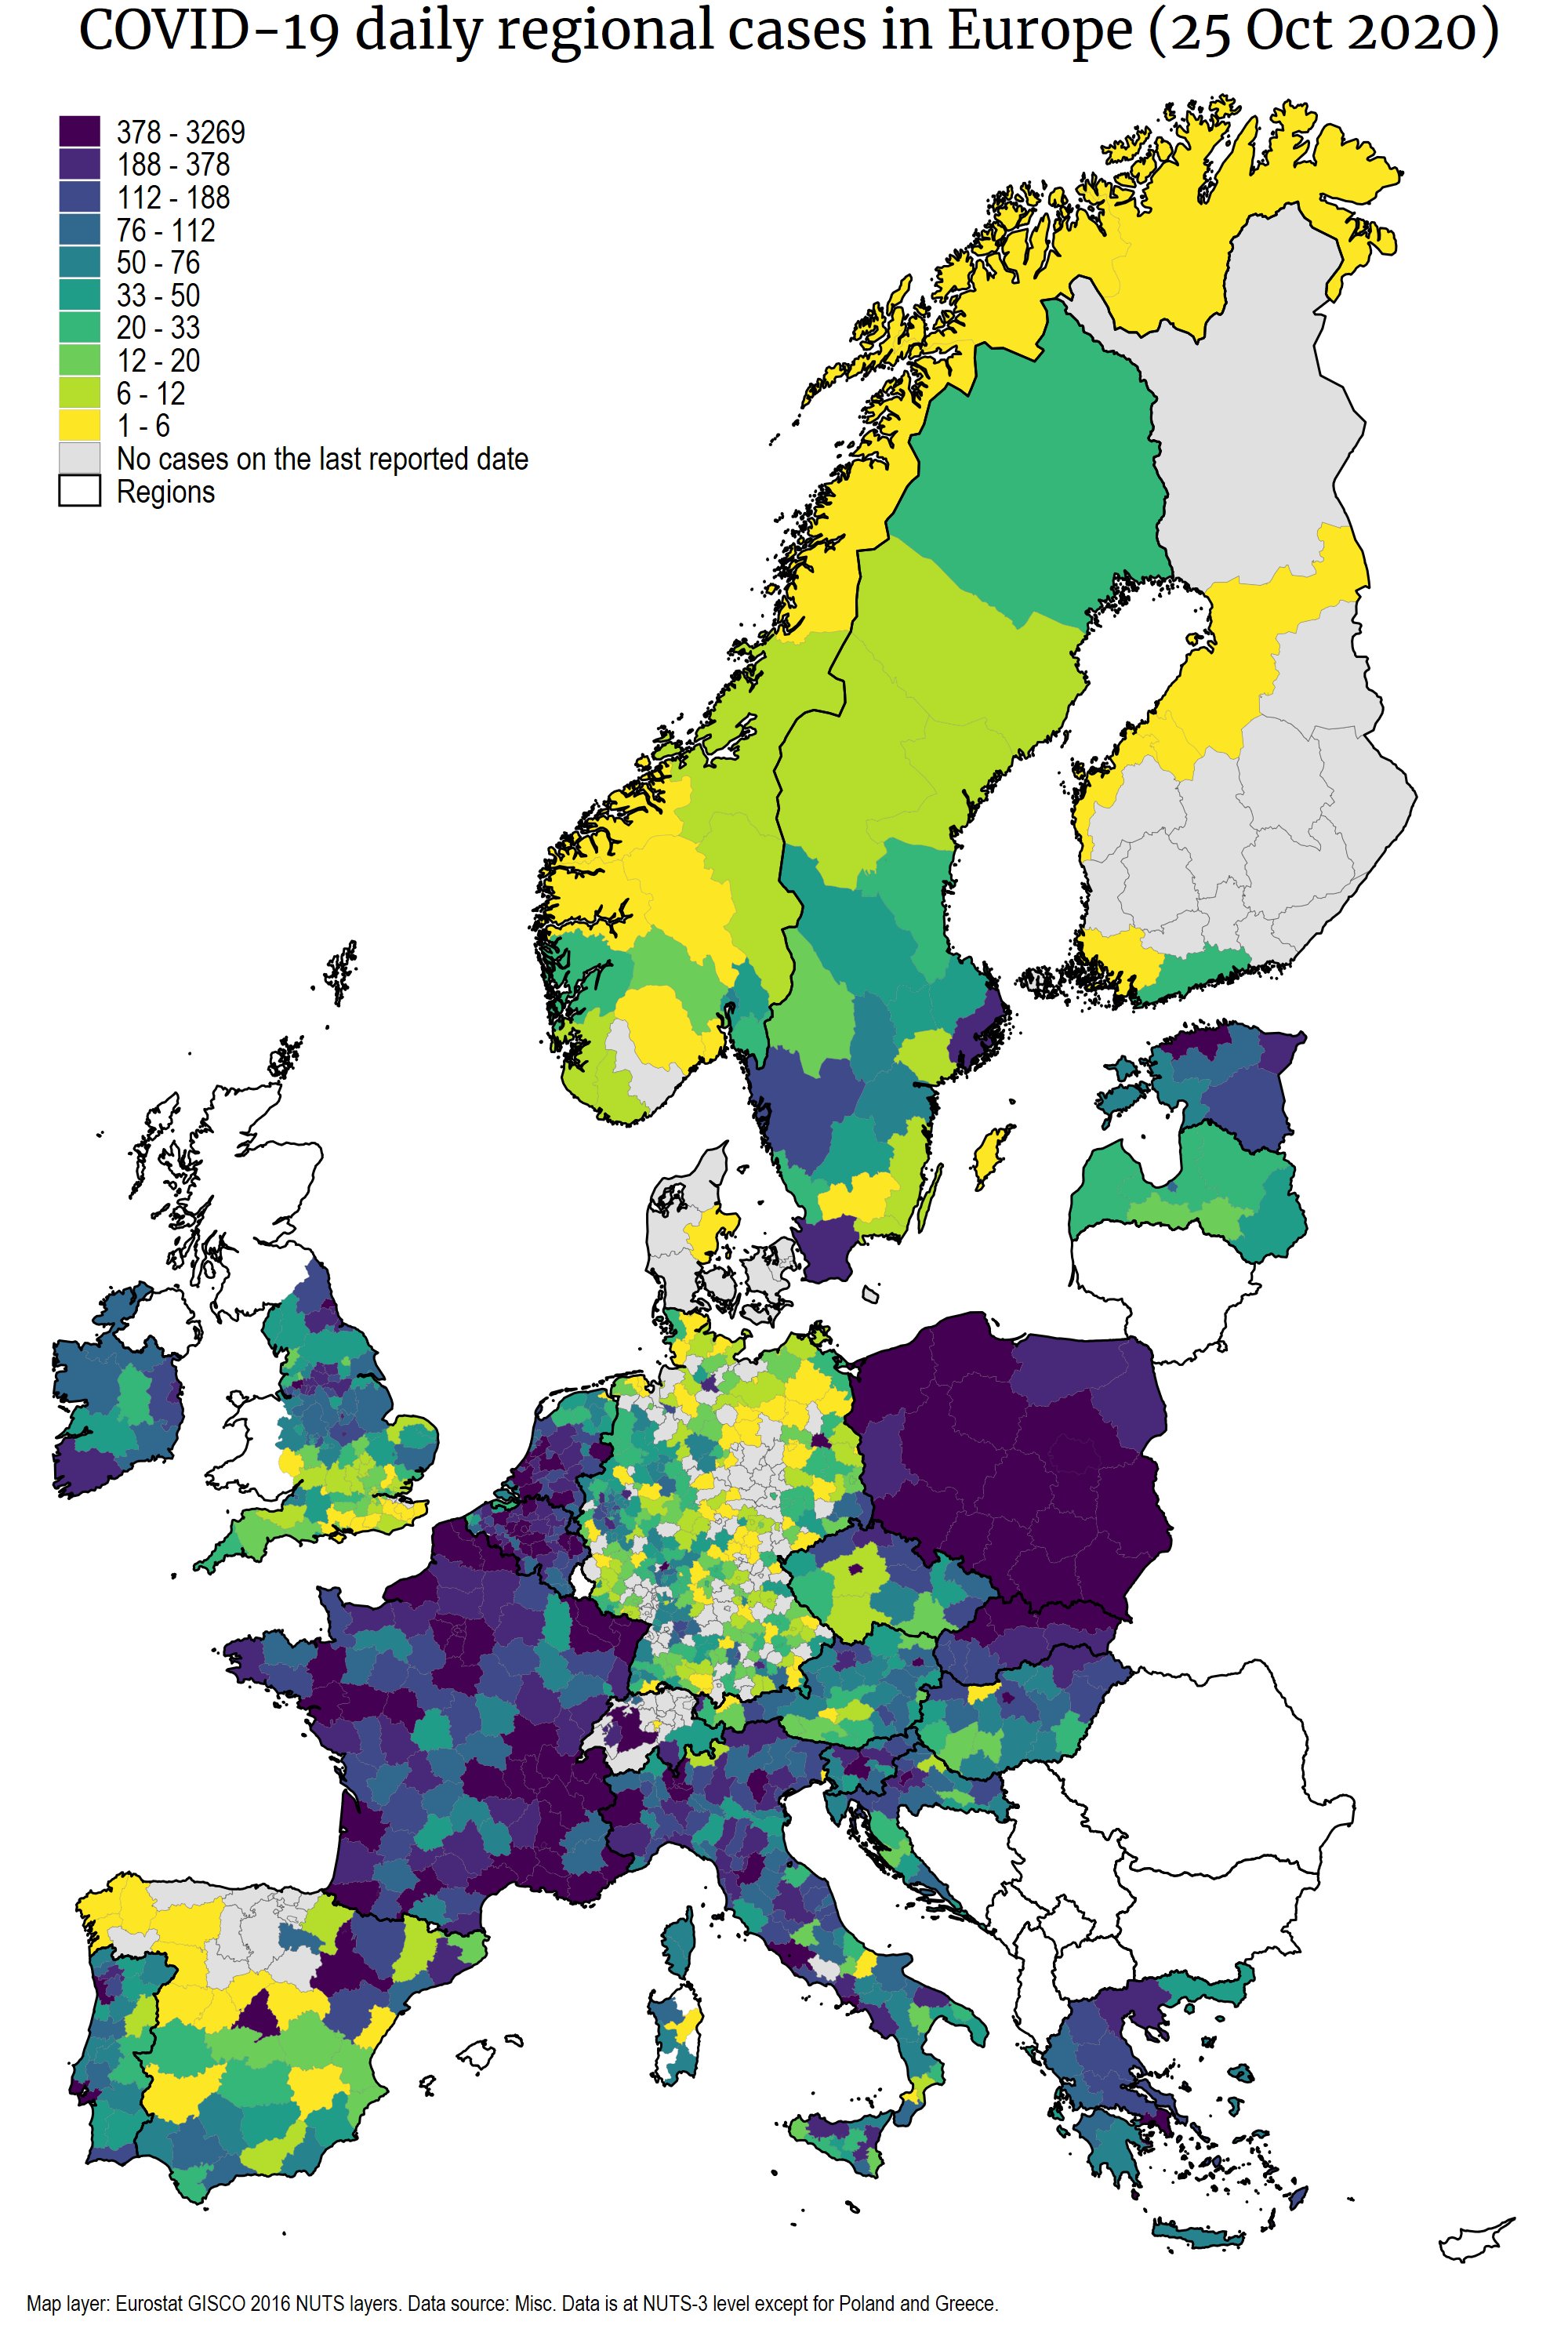 COVID-19 daily regional cases in Europe (25 Oct 2020)
378 - 3269
188 - 378
112 - 188
76 - 112
50 - 76
33 - 50
20 - 33
12 - 20
6 - 12
1 - 6
No cases on the last reported date
Regions
Map layer: Eurostat GISCO 2016 NUTS layers. Data source: Misc. Data is at NUTS-3 level except for Poland and Greece.